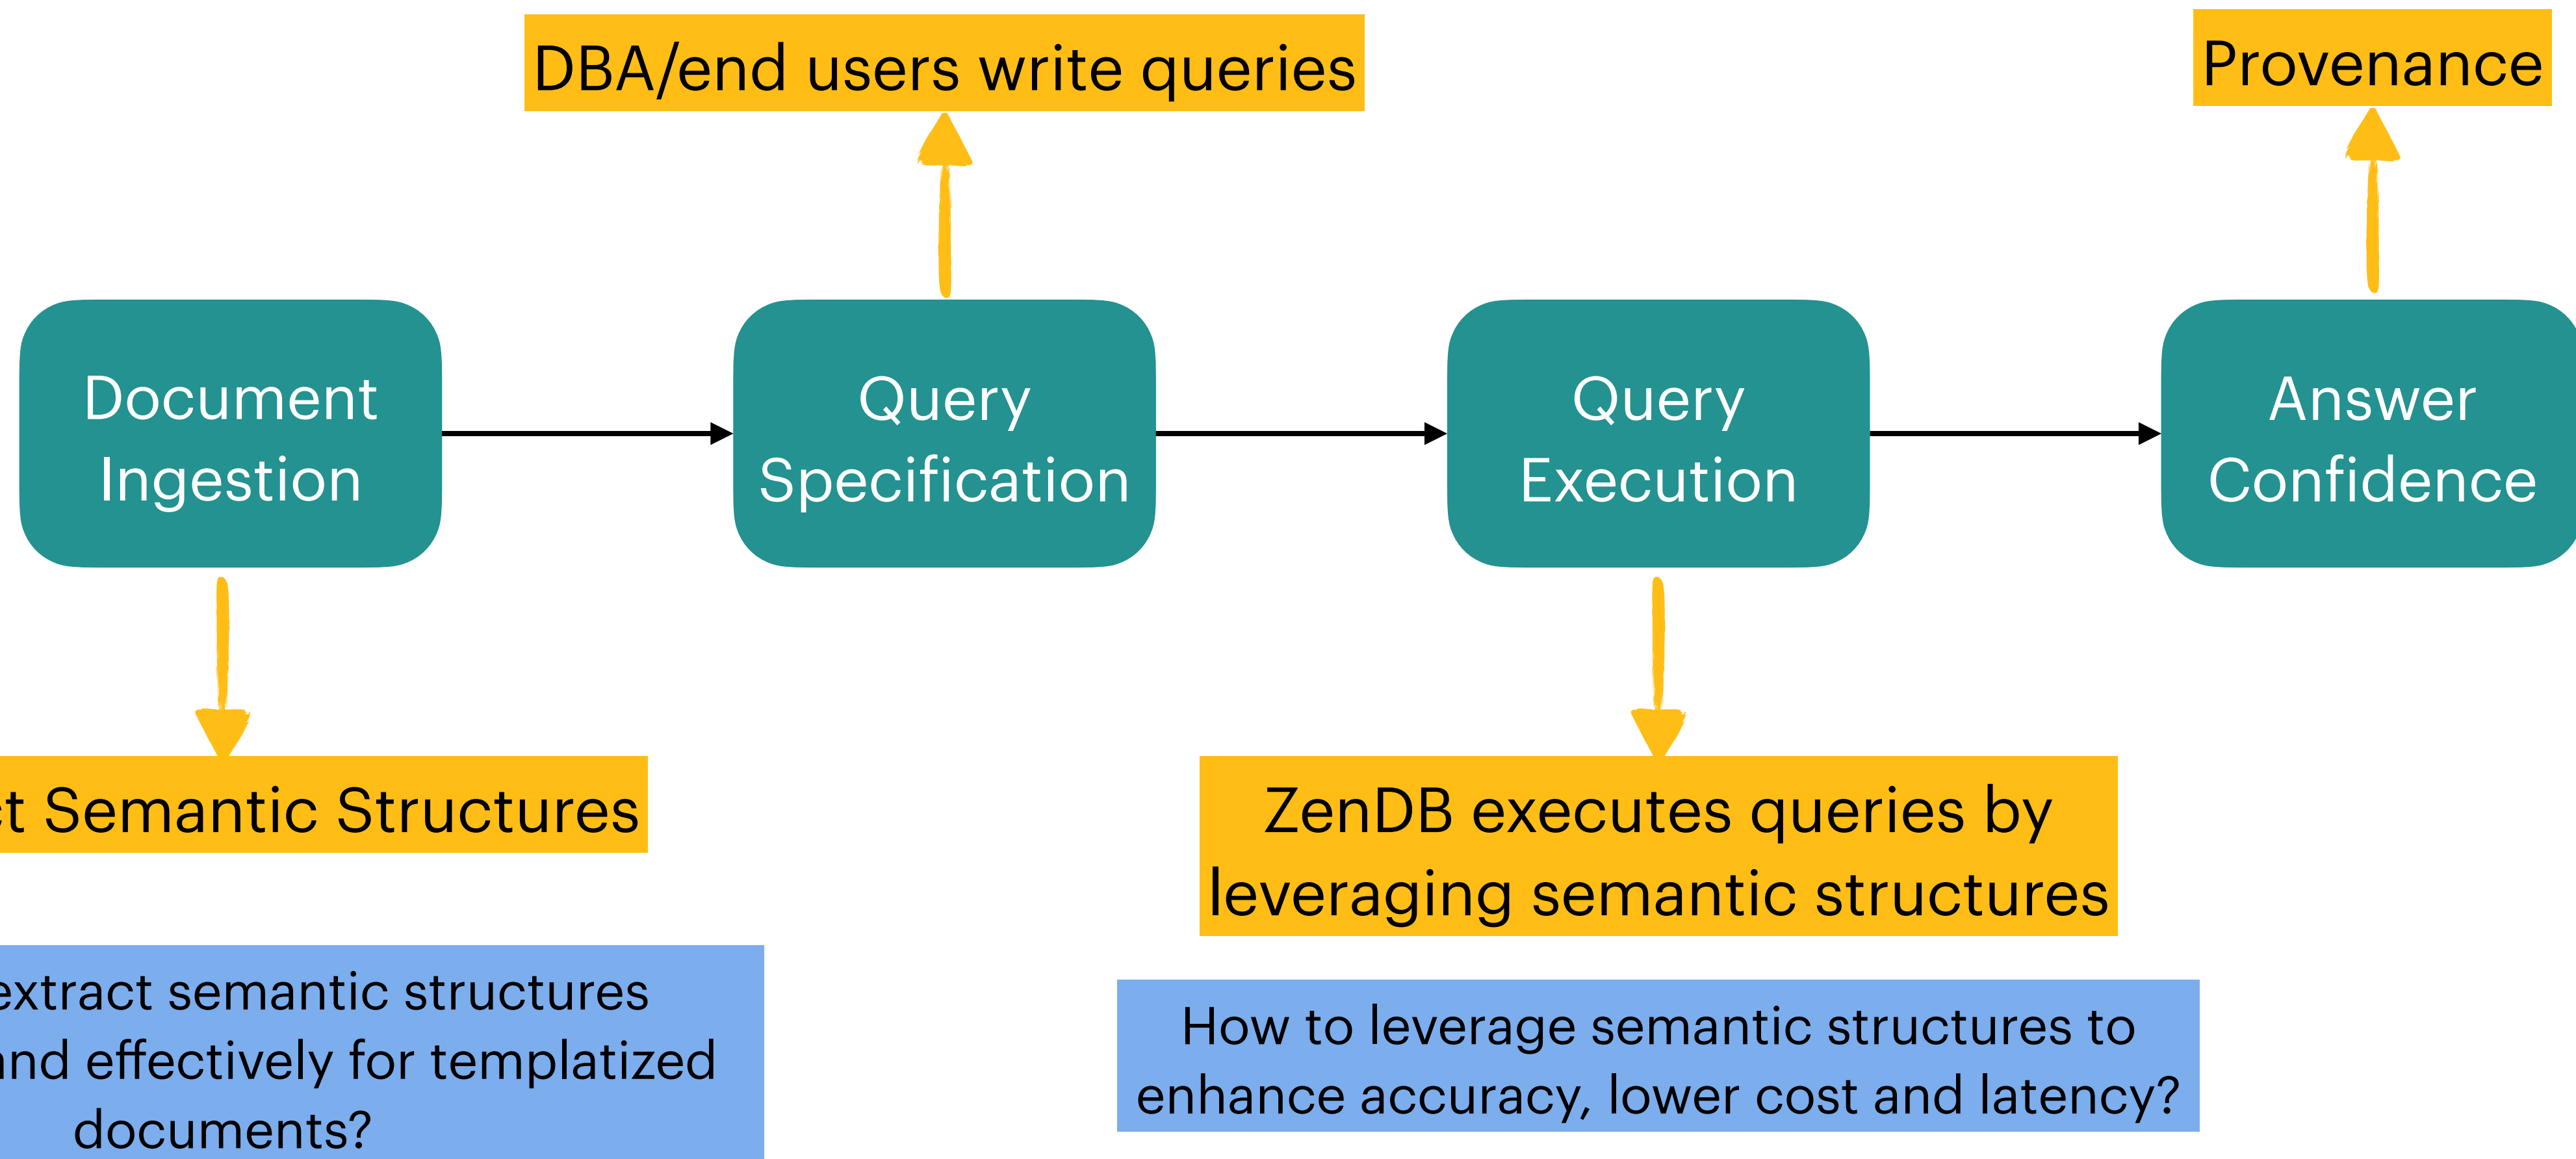 DBA/end users write queries
Provenance
Document
Ingestion
Query
Specification
Query
Execution
Answer
Confidence
Semantic Structures
ZenDB executes queries by
leveraging semantic structures
extract semantic structures
effectively for templatized
documents?
How to leverage semantic structures to
enhance accuracy, lower cost and latency?